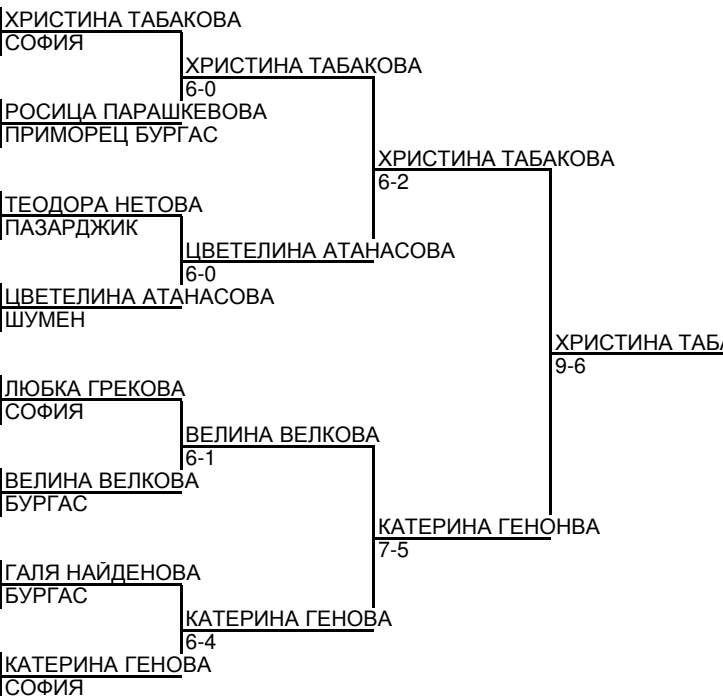 ХРИСТИНА ТАБАКОВА
СОФИЯ
ХРИСТИНА ТАБАКОВА
6-0
РОСИЦА ПАРАШКЕВОВА
ПРИМОРЕЦ БУРГАС
ХРИСТИНА ТАБАКОВА
6-2
ТЕОДОРА НЕТОВА
ПАЗАРДЖИК
ЦВЕТЕЛИНА АТАНАСОВА
6-0
ЦВЕТЕЛИНА АТАНАСОВА
ШУМЕН
ХРИСТИНА ТАБ
9-6
ЛЮБКА ГРЕКОВА
СОФИЯ
ВЕЛИНА ВЕЛКОВА
6-1
ВЕЛИНА ВЕЛКОВА
БУРГАС
КАТЕРИНА ГЕНОНВА
7-5
ГАЛЯ НАЙДЕНОВА
БУРГАС
КАТЕРИНА ГЕНОВА
6-4
КАТЕРИНА ГЕНОВА
СОФИЯ